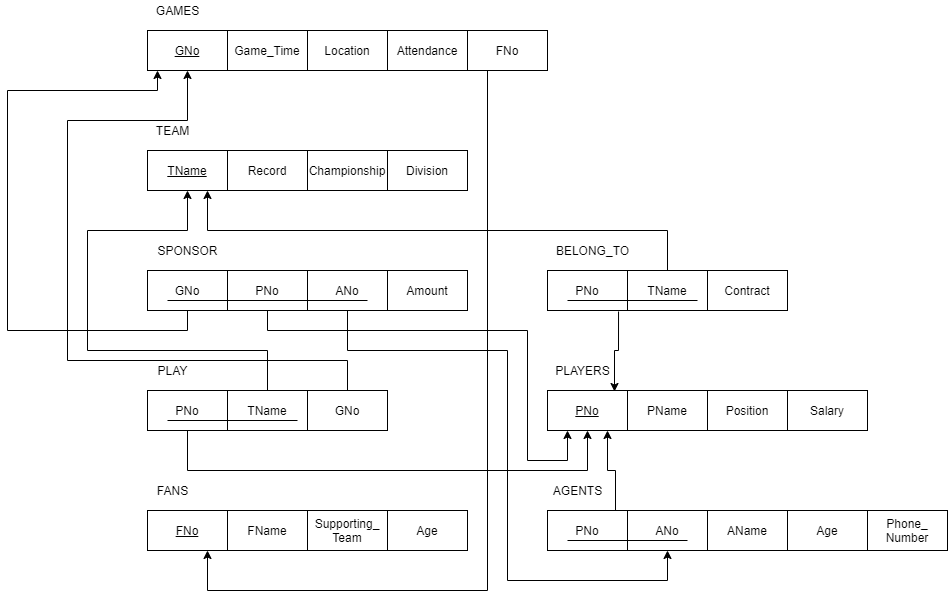 GAMES
GNo Game_Time Location Attendance FNo
TEAM
TName Record Championship Division
SPONSOR
GNo PNo ANo Amount
BELONG_TO
PNo TName Contract
PLAY
PNo TName GNo
PLAYERS
PNo PName Position Salary
FANS
FNo FName Supporting_
Team Age
AGENTS
PNo ANo AName Age Phone_
Number